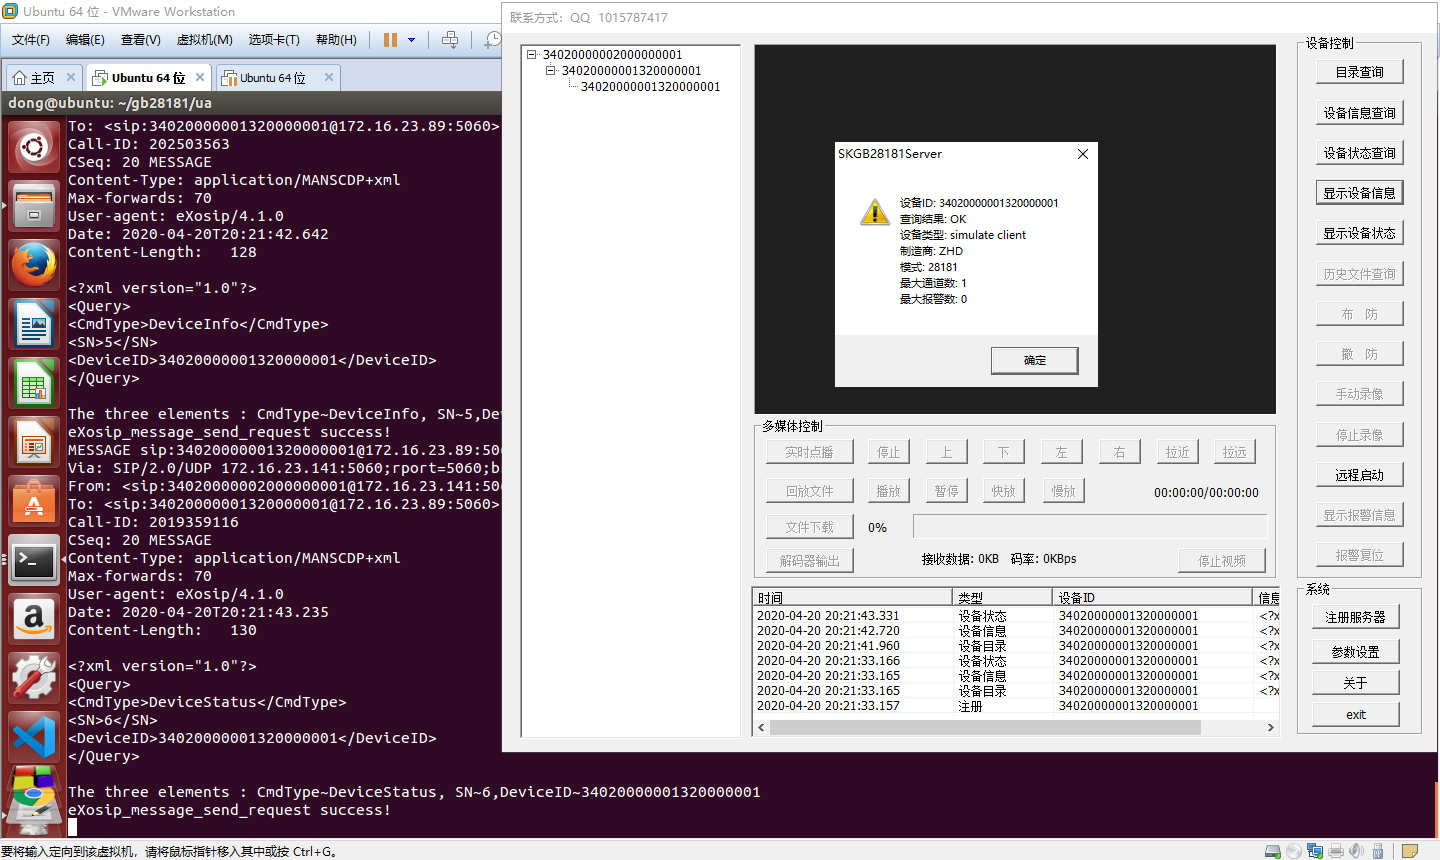 Ubuntu 64 位 - VMware Workstation
文件(F) 编辑(E) 查看(V) 虚拟机(M) 选项卡(T) 帮助(H)
主页 Ubuntu 64 位 Ubuntu 64 位
dong@ubuntu: ~/gb28181/ua
To: <sip:34020000001320000001@172.16.23.89:5060>
Call-ID: 202503563
CSeq: 20 MESSAGE
Content-Type: application/MANSCDP+xml
Max-forwards: 70
User-agent: eXosip/4.1.0
Date: 2020-04-20T20:21:42.642
Content-Length:   128
<?xml version="1.0"?>
<Query>
<CmdType>DeviceInfo</CmdType>
<SN>5</SN>
<DeviceID>34020000001320000001</DeviceID>
</Query>
The three elements : CmdType~DeviceInfo, SN~5,De
eXosip_message_send_request success!
MESSAGE sip:34020000001320000001@172.16.23.89:50
Via: SIP/2.0/UDP 172.16.23.141:5060;rport=5060;b
From: <sip:34020000002000000001@172.16.23.141:50
To: <sip:34020000001320000001@172.16.23.89:5060>
Call-ID: 2019359116
CSeq: 20 MESSAGE
Content-Type: application/MANSCDP+xml
Max-forwards: 70
User-agent: eXosip/4.1.0
Date: 2020-04-20T20:21:43.235
Content-Length:   130
<?xml version="1.0"?>
<Query>
<CmdType>DeviceStatus</CmdType>
<SN>6</SN>
<DeviceID>34020000001320000001</DeviceID>
</Query>
The three elements : CmdType~DeviceStatus, SN~6,DeviceID~34020000001320000001
eXosip_message_send_request success!
联系方式: QQ 1015787417
34020000002000000001
34020000001320000001
34020000001320000001
SKGB28181Server
设备ID: 34020000001320000001
查询结果: OK
设备类型: simulate client
制造商: ZHD
模式: 28181
最大通道数: 1
最大报警数: 0
确定
多媒体控制
实时点播 停止 上 下 左 右 拉近 拉远
回放文件 播放 暂停 快放 慢放 00:00:00/00:00:00
文件下载 0%
解码器输出 接收数据: 0KB 码率: 0KBps 停止视频
时间 类型 设备ID 信息
2020-04-20 20:21:43.331 设备状态 34020000001320000001 <?x
2020-04-20 20:21:42.720 设备信息 34020000001320000001 <?x
2020-04-20 20:21:41.960 设备目录 34020000001320000001 <?x
2020-04-20 20:21:33.166 设备状态 34020000001320000001 <?x
2020-04-20 20:21:33.165 设备信息 34020000001320000001 <?x
2020-04-20 20:21:33.165 设备目录 34020000001320000001 <?x
2020-04-20 20:21:33.157 注册 34020000001320000001
设备控制
目录查询
设备信息查询
设备状态查询
显示设备信息
显示设备状态
历史文件查询
布 防
撤 防
手动录像
停止录像
远程启动
显示报警信息
报警复位
系统
注册服务器
参数设置
关于
exit
要将输入定向到该虚拟机，请将鼠标指针移入其中或按 Ctrl+G。